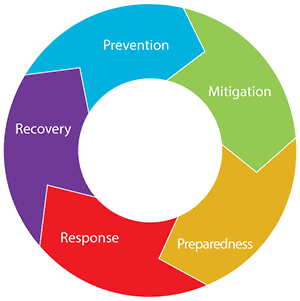 Prevention
Mitigation
Preparedness
Response
Recovery